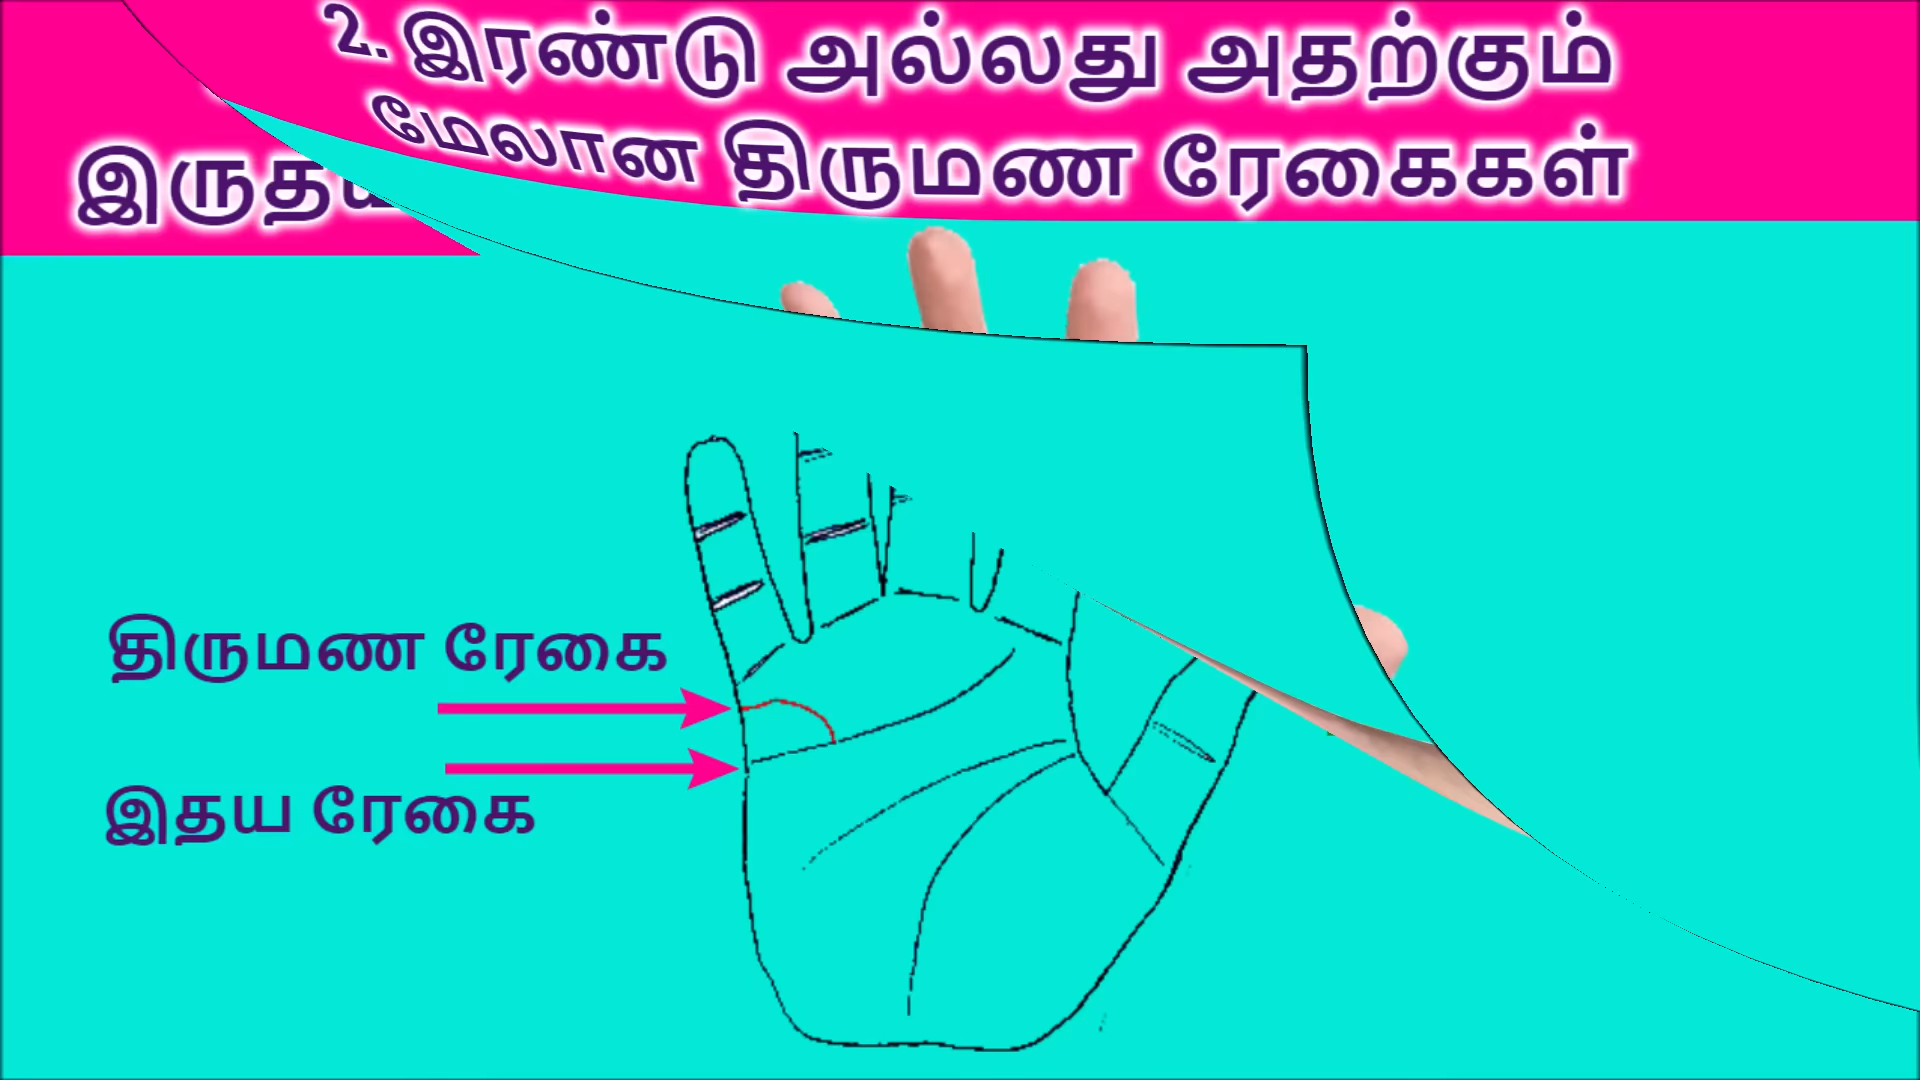 2. இரண்டு அல்லது அதற்கும்
மேலான திருமண ரேகைகள்
திருமண ரேகை
இதய ரேகை